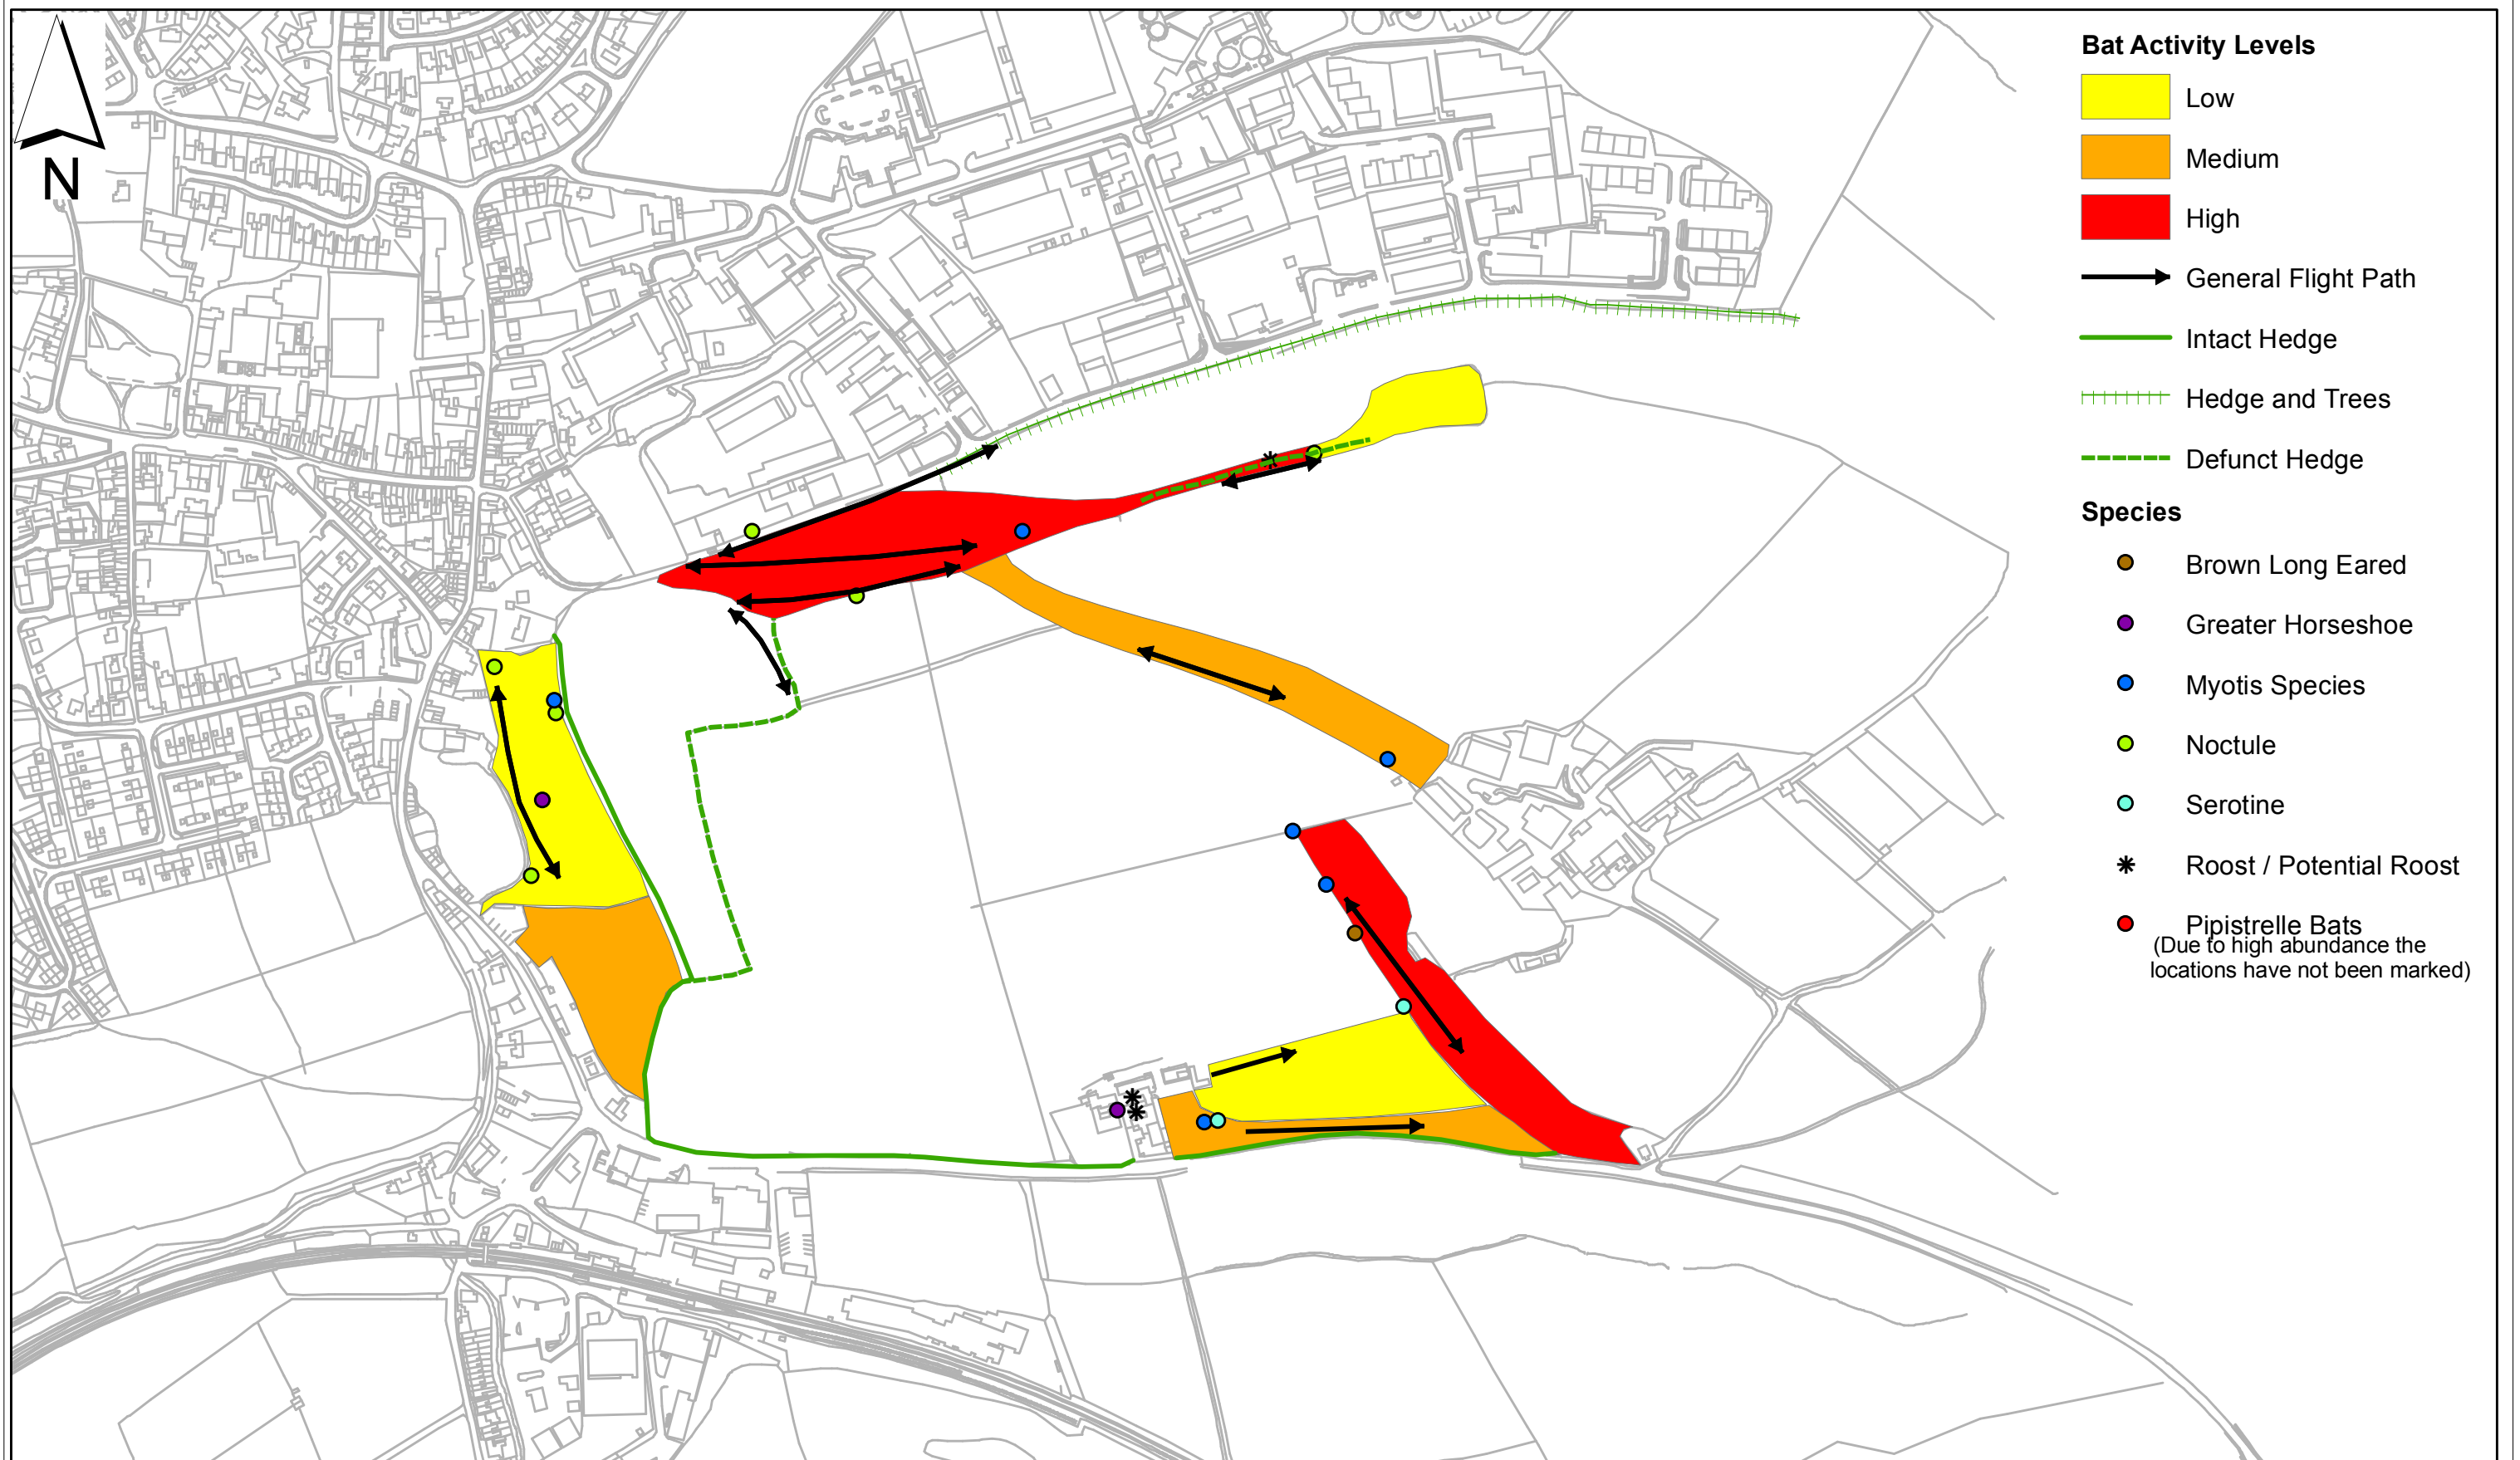 N
Bat Activity Levels
Low
Medium
High
General Flight Path
Intact Hedge
Hedge and Trees
Defunct Hedge
Species
Brown Long Eared
Greater Horseshoe
Myotis Species
Noctule
Serotine
Roost / Potential Roost
Pipistrelle Bats
(Due to high abundance the
locations have not been marked)